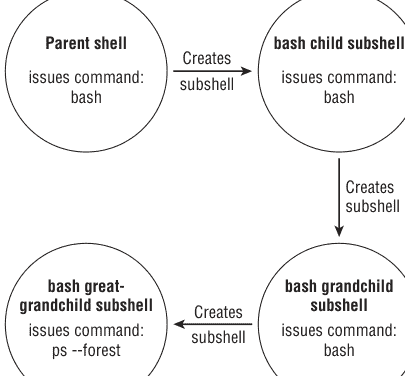 Parent shell
issues command:
bash
Creates
subshell
bash child subshell
issues command:
bash
Creates
subshell
bash great-
grandchild subshell
issues command:
ps --forest
Creates
subshell
bash grandchild
subshell
issues command:
bash